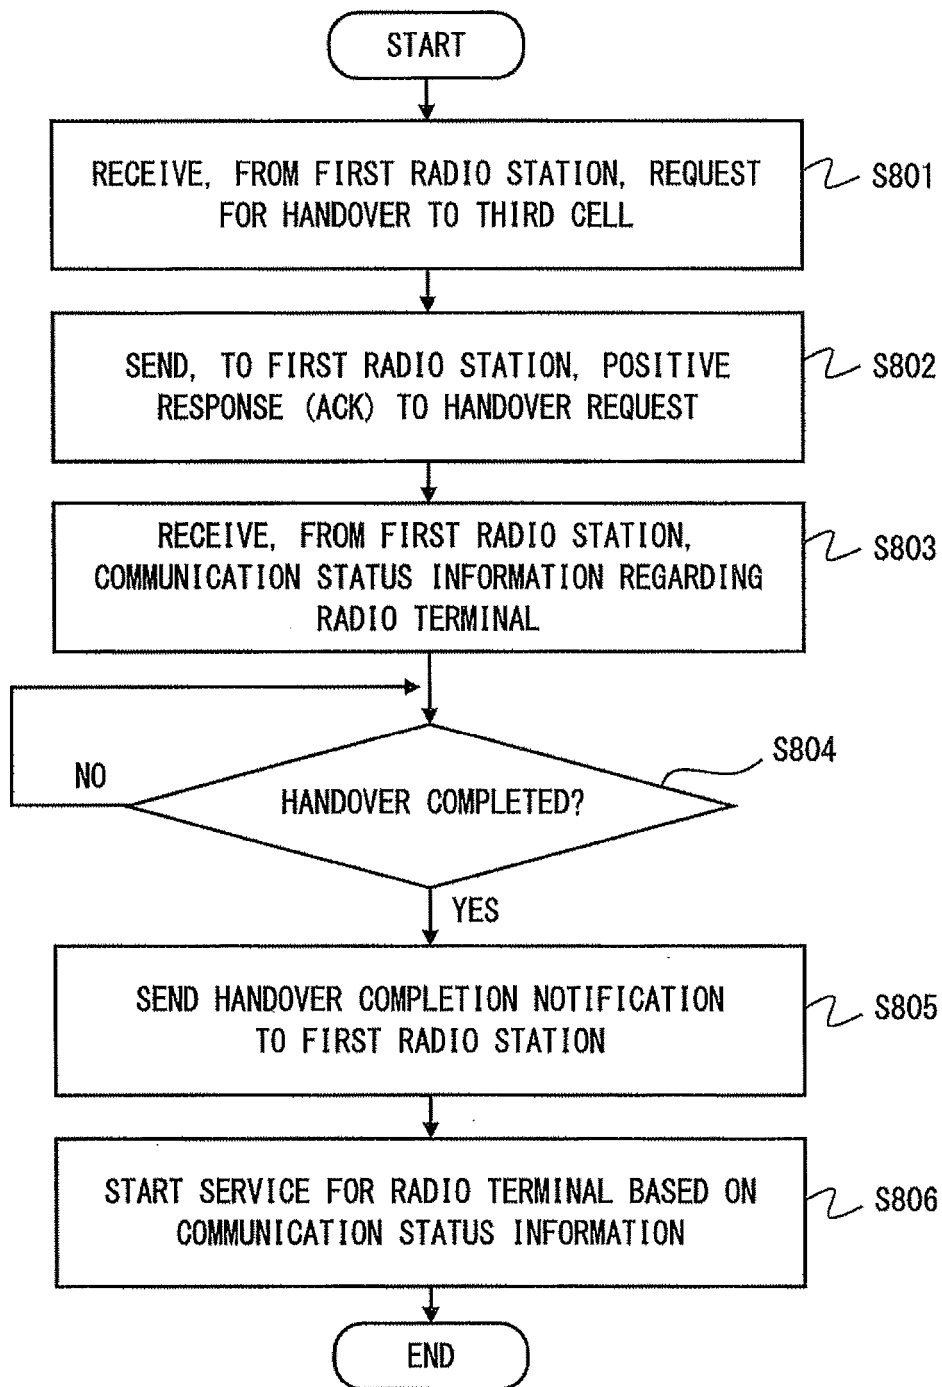 START
RECEIVE, FROM FIRST RADIO STATION, REQUEST
FOR HANDOVER TO THIRD CELL
S801
SEND, TO FIRST RADIO STATION, POSITIVE
RESPONSE (ACK) TO HANDOVER REQUEST
S802
RECEIVE, FROM FIRST RADIO STATION,
COMMUNICATION STATUS INFORMATION REGARDING
RADIO TERMINAL
S803
HANDOVER COMPLETED?
S804
NO
YES
SEND HANDOVER COMPLETION NOTIFICATION
TO FIRST RADIO STATION
S805
START SERVICE FOR RADIO TERMINAL BASED ON
COMMUNICATION STATUS INFORMATION
S806
END